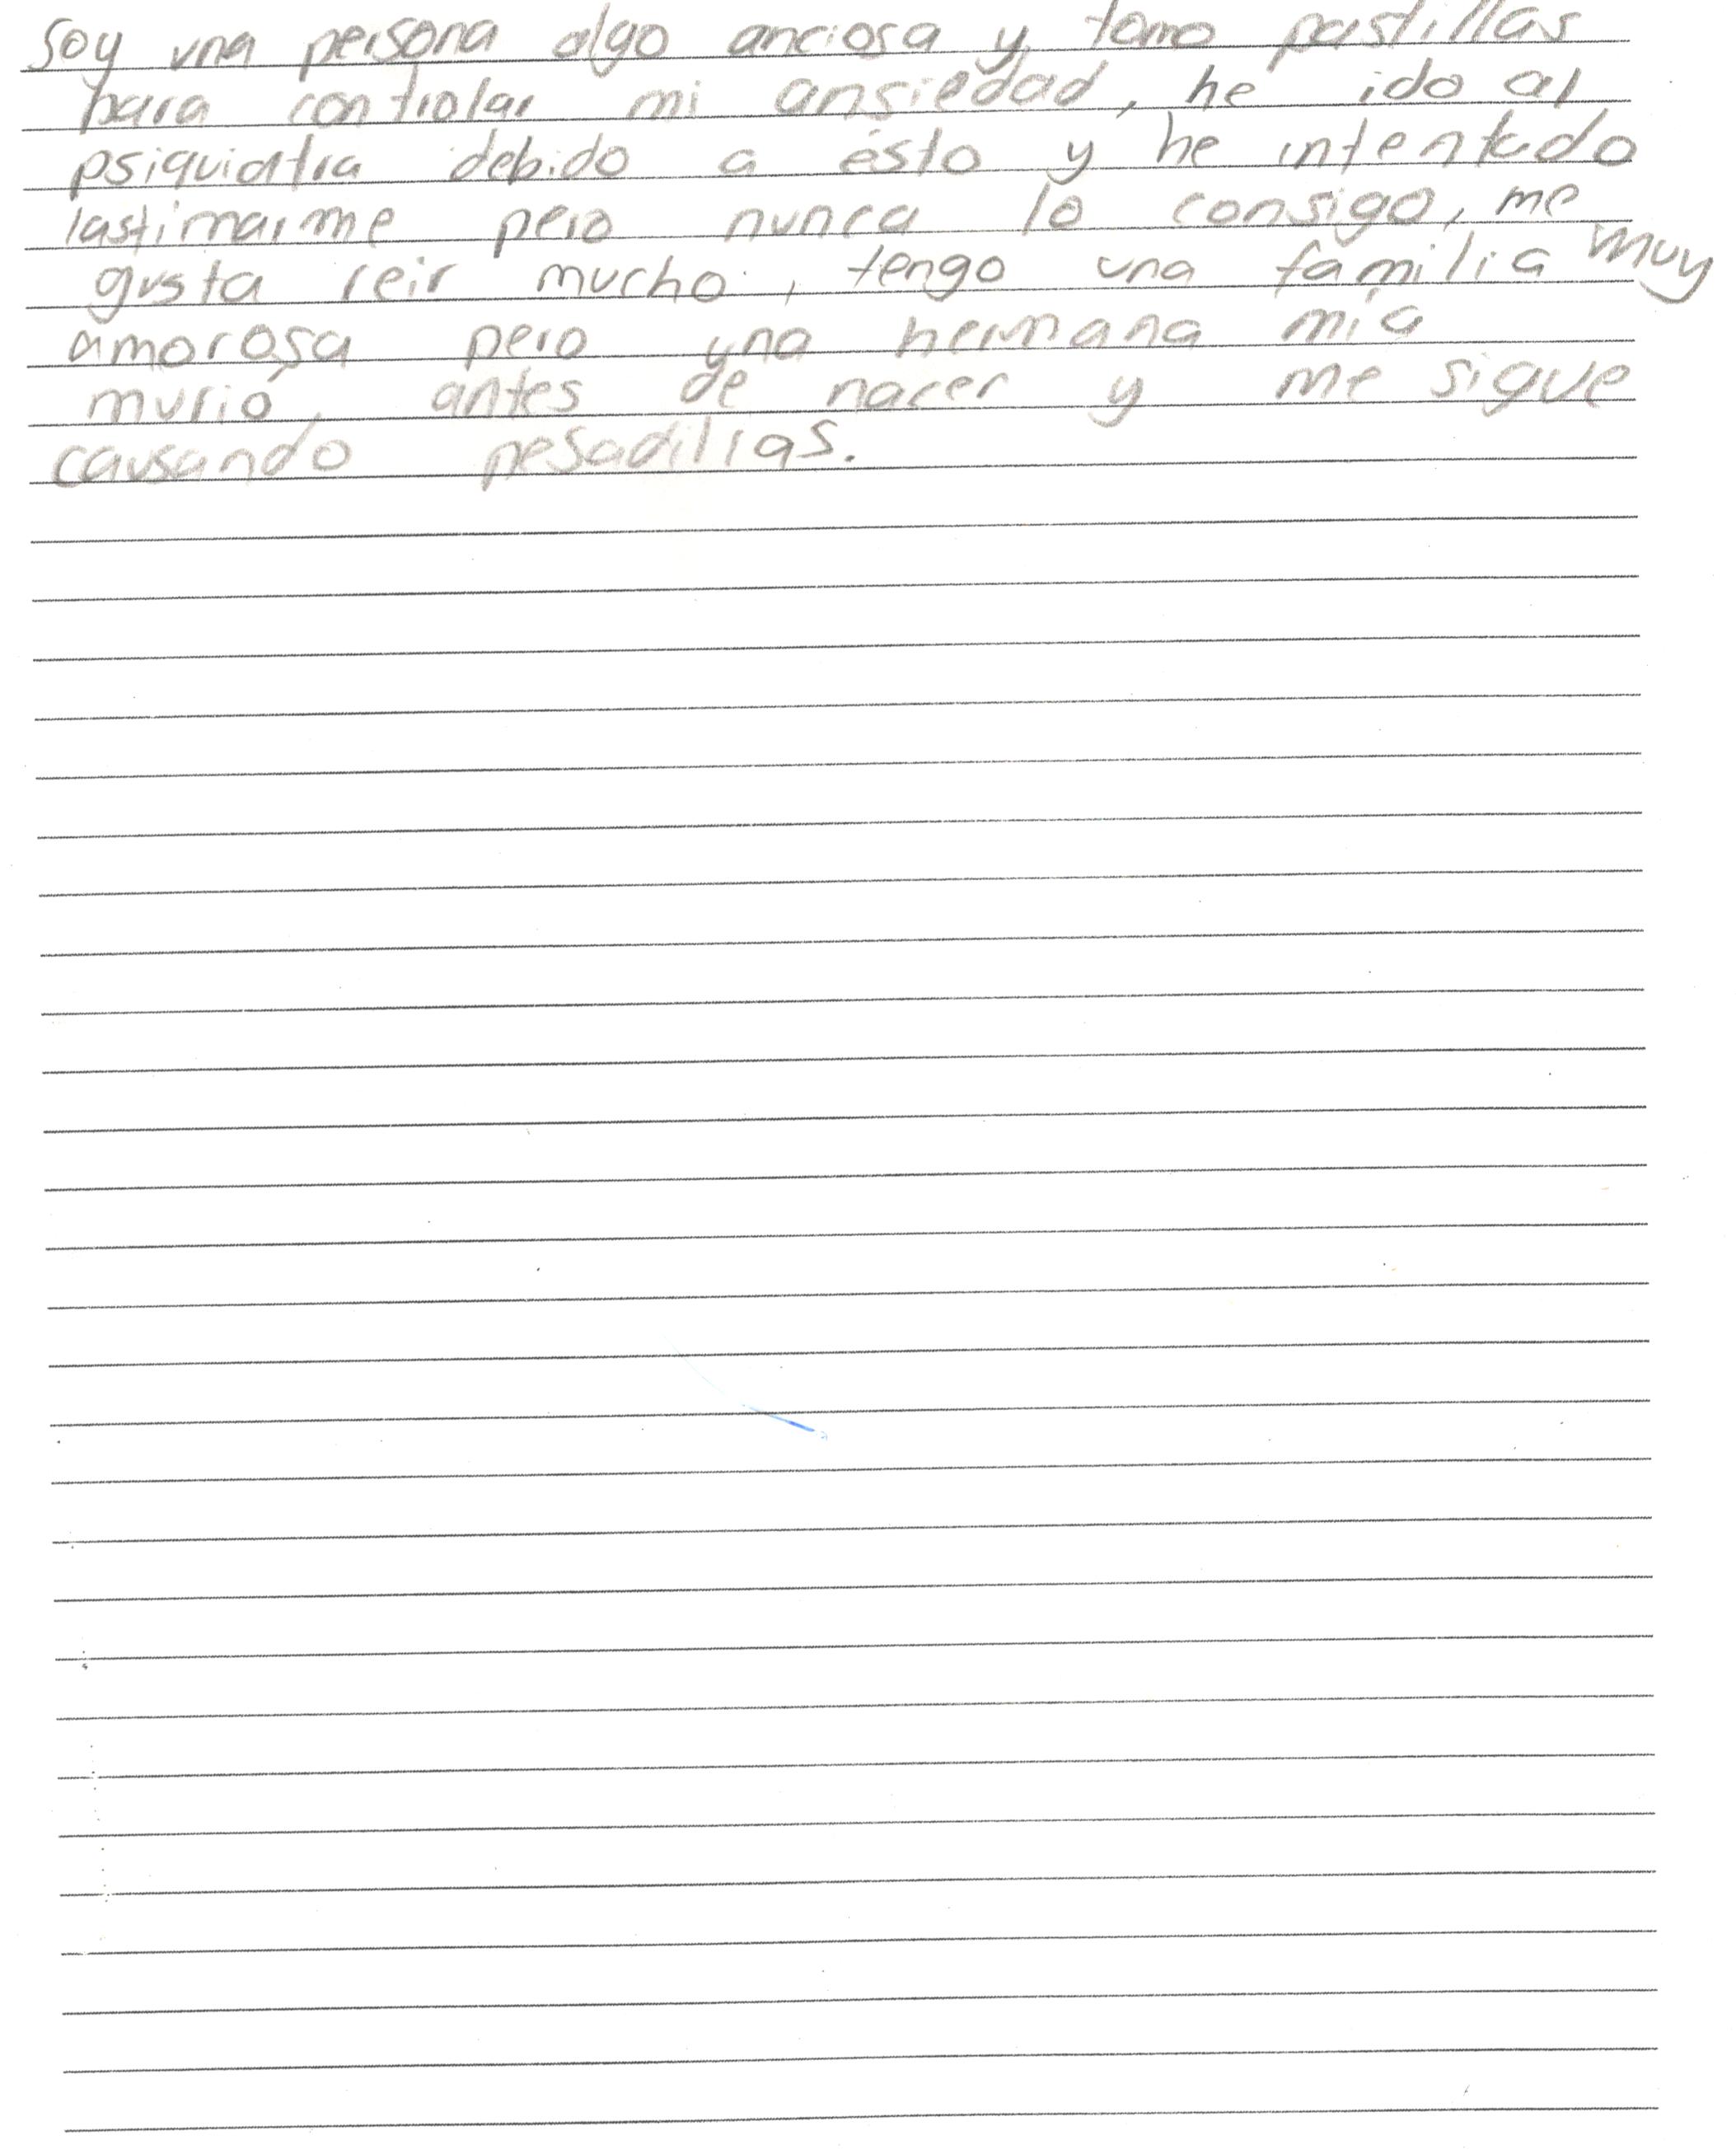 Soy una persona algo anciosa y tomo pastillas
para controlar mi ansiedad, he ido al
psiquiatra debido a ésto y he intentado
lastimarme pero nunca lo consigo, me
gusta reir mucho, tengo una familia muy
amorosa pero una hermana mía
murió, antes de nacer y me sigue
causando pesadillas.